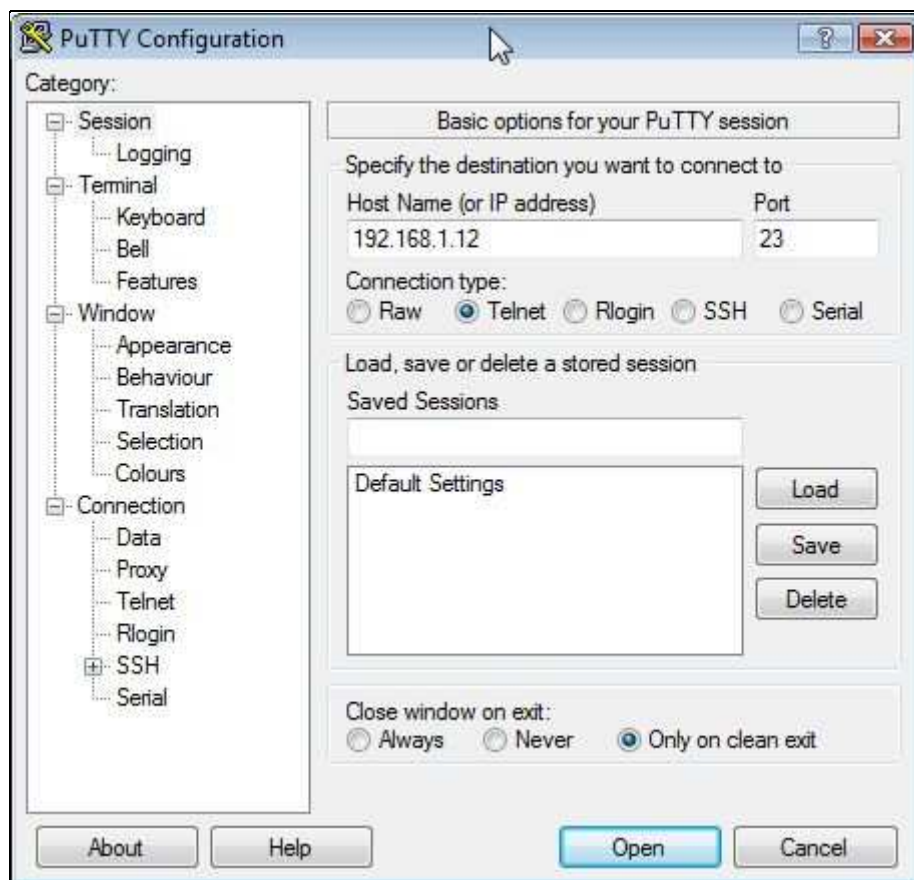 PuTTY Configuration
Category:
Session
Logging
Terminal
Keyboard
Bell
Features
Window
Appearance
Behaviour
Translation
Selection
Colours
Connection
Data
Proxy
Telnet
Rlogin
SSH
Serial
Basic options for your PuTTY session
Specify the destination you want to connect to
Host Name (or IP address) Port
192.168.1.12 23
Connection type:
Raw Telnet Rlogin SSH Serial
Load, save or delete a stored session
Saved Sessions
Default Settings
Load
Save
Delete
Close window on exit:
Always Never Only on clean exit
About Help Open Cancel